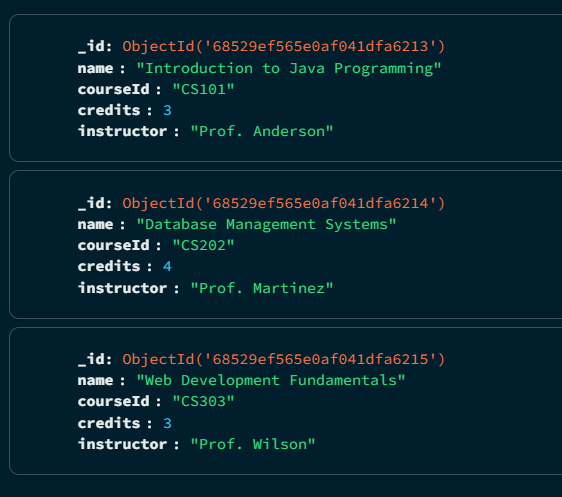 _id: ObjectId('68529ef565e0af041dfa6213')
name : "Introduction to Java Programming"
courseId : "CS101"
credits : 3
instructor : "Prof. Anderson"
_id: ObjectId('68529ef565e0af041dfa6214')
name : "Database Management Systems"
courseId : "CS202"
credits : 4
instructor : "Prof. Martinez"
_id: ObjectId('68529ef565e0af041dfa6215')
name : "Web Development Fundamentals"
courseId : "CS303"
credits : 3
instructor : "Prof. Wilson"